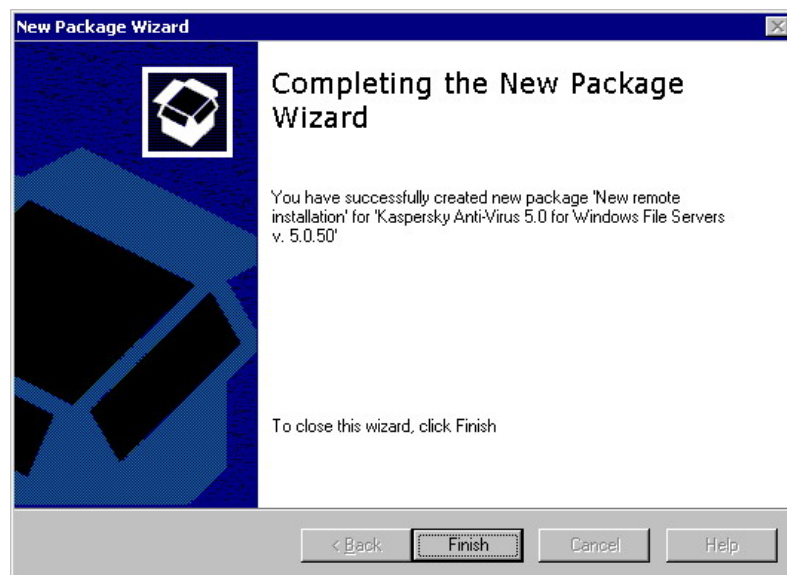 New Package Wizard
Completing the New Package
Wizard
You have successfully created new package 'New remote
installation' for 'Kaspersky Anti-Virus 5.0 for Windows File Servers
v. 5.0.50'
To close this wizard, click Finish
< Back
Finish
Cancel
Help